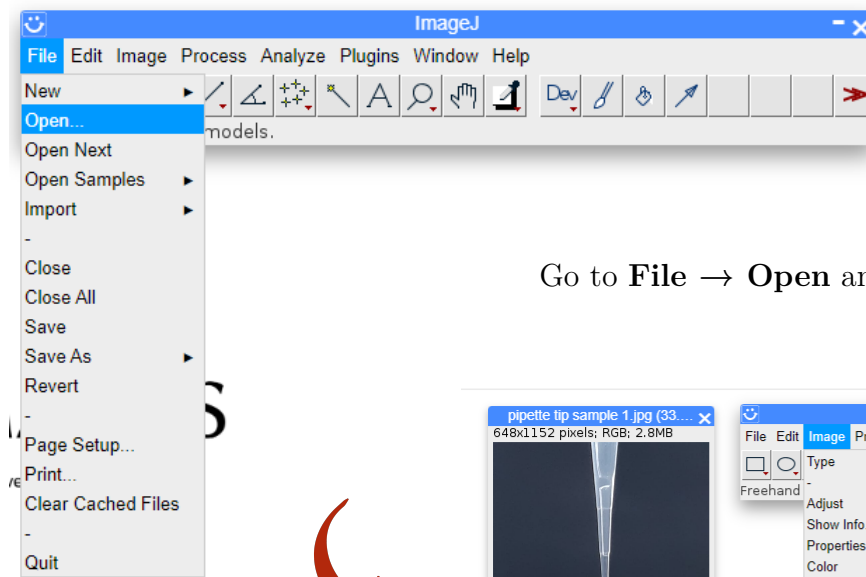 ImageJ
File Edit Image Process Analyze Plugins Window Help
New
Open...
Dev
models.
Open Next
Open Samples
Import
-
Close
Close All
Save
Save As
Revert
-
Page Setup...
Print...
Clear Cached Files
-
Quit
Go to File → Open
pipette tip sample 1.jpg (33....
648x1152 pixels; RGB; 2.8MB
File Edit Image
Type
-
Freehand
Adjust
Show Info
Properties
Color